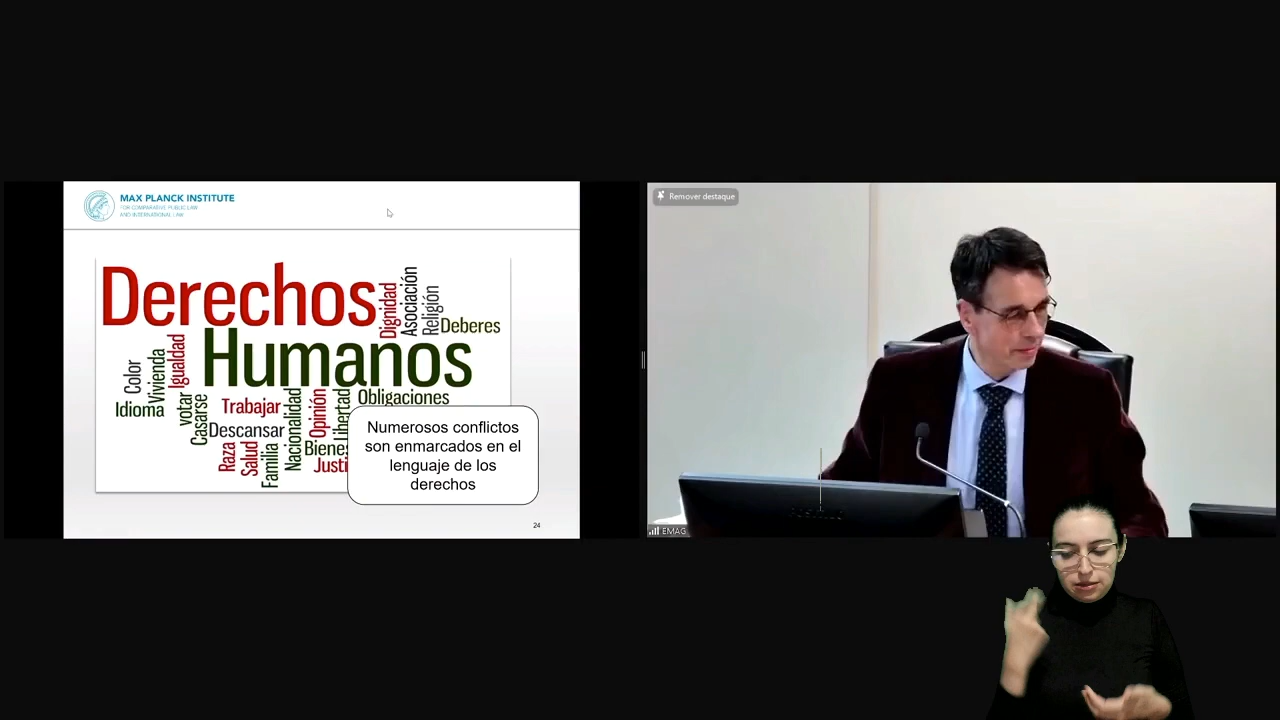 MAX PLANCK INSTITUTE
FOR COMPARATIVE PUBLIC LAW
AND INTERNATIONAL LAW
Derechos
Humanos
Dignidad
Asociación
Religión
Deberes
Color
Vivienda
Igualdad
Idioma
votar
Casarse
Trabajar
Descansar
Raza
Salud
Familia
Nacionalidad
Opinión
Libertad
Bienes
Justi
Obligaciones
Numerosos conflictos
son enmarcados en el
lenguaje de los
derechos
24
Remover destaque
EMAG